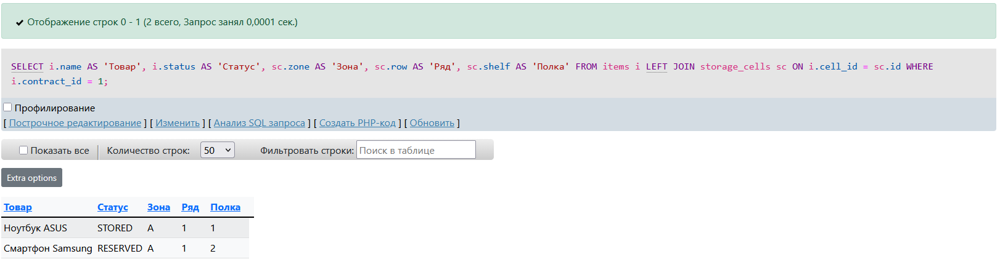 Отображение строк 0 - 1 (2 всего, Запрос занял 0,0001 сек.)
SELECT i.name AS 'Товар', i.status AS 'Статус', sc.zone AS 'Зона', sc.row AS 'Ряд', sc.shelf AS 'Полка' FROM items i LEFT JOIN storage_cells sc ON i.cell_id = sc.id WHERE
i.contract_id = 1;
Профилирование
[ Построчное редактирование ] [ Изменить ] [ Анализ SQL запроса ] [ Создать PHP-код ] [ Обновить ]
Показать все Количество строк: 50 Фильтровать строки: Поиск в таблице
Extra options
Товар Статус Зона Ряд Полка
Ноутбук ASUS STORED A 1 1
Смартфон Samsung RESERVED A 1 2